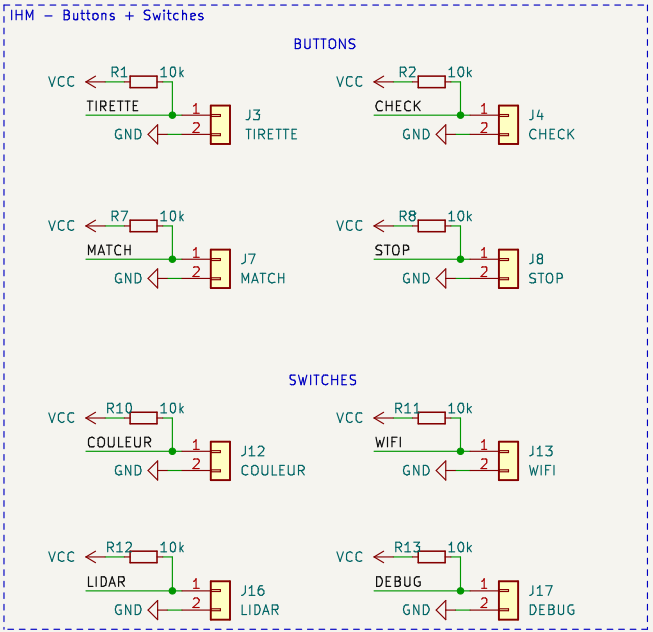 IHM - Buttons + Switches
BUTTONS
R1 10k R2 10k
VCC VCC
TIRETTE 1 J3 CHECK 1 J4
GND 2 TIRETTE GND 2 CHECK
R7 10k R8 10k
VCC VCC
MATCH 1 J7 STOP 1 J8
GND 2 MATCH GND 2 STOP
SWITCHES
R10 10k R11 10k
VCC VCC
COULEUR 1 J12 WIFI 1 J13
GND 2 COULEUR GND 2 WIFI
R12 10k R13 10k
VCC VCC
LIDAR 1 J16 DEBUG 1 J17
GND 2 LIDAR GND 2 DEBUG